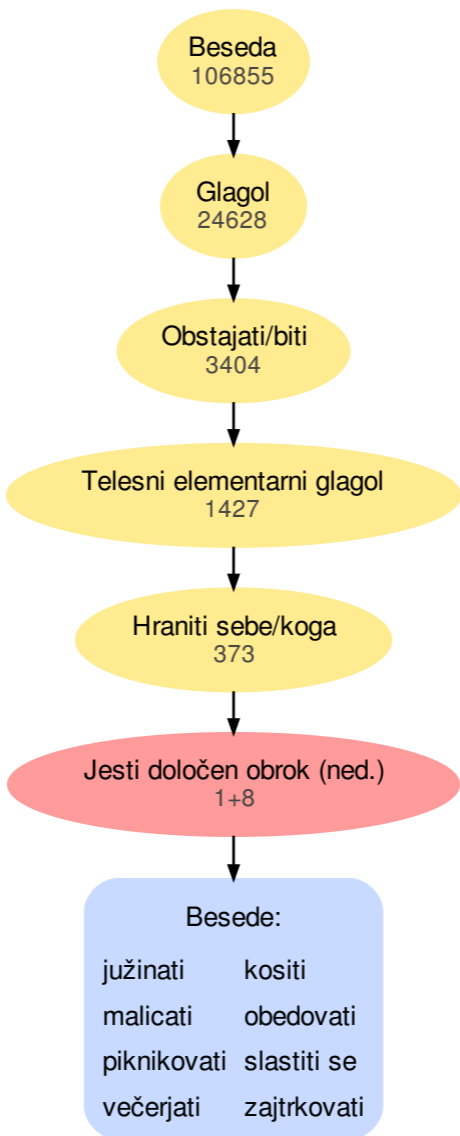 Beseda
106855
Glagol
24628
Obstajati/biti
3404
Telesni elementarni glagol
1427
Hraniti sebe/koga
373
Jesti določen obrok (ned.)
1+8
Besede:
južinati kositi
malicati obedovati
piknikovati slastiti se
večerjati zajtrkovati